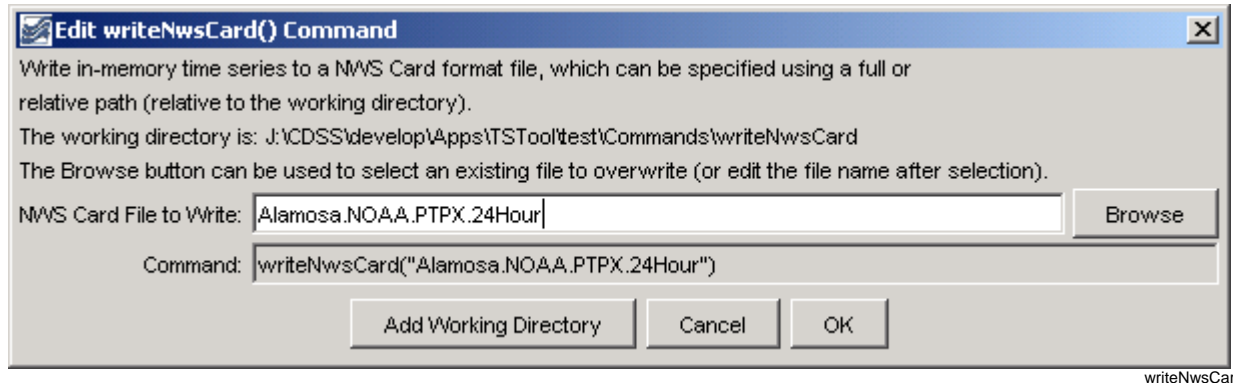 Edit writeNwsCard() Command
Write in-memory time series to a NWS Card format file, which can be specified using a full or
relative path (relative to the working directory).
The working directory is: J:\CDSS\develop\Apps\TSTool\test\Commands\writeNwsCard
The Browse button can be used to select an existing file to overwrite (or edit the file name after selection).
NWS Card File to Write: Alamosa.NOAA.PTPX.24Hour Browse
Command: writeNwsCard("Alamosa.NOAA.PTPX.24Hour")
Add Working Directory Cancel OK
writeNwsCar